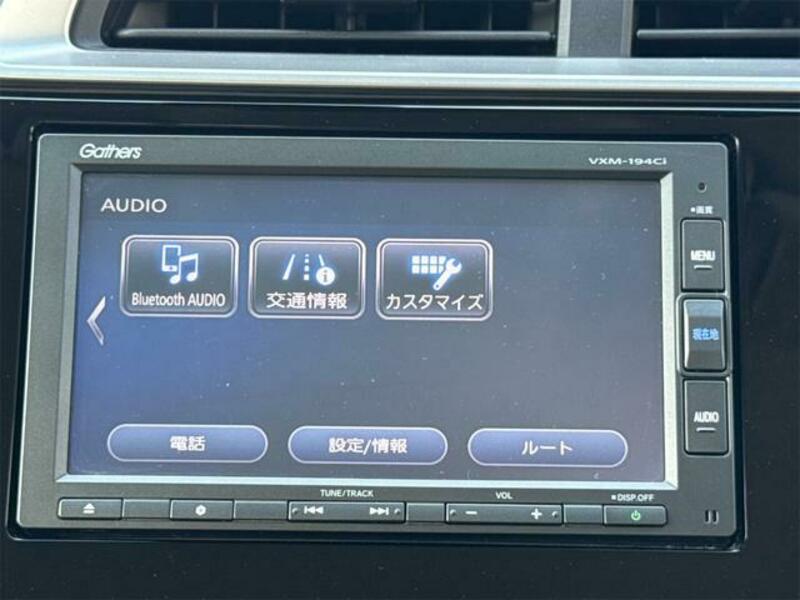 Gathers
VXM-194Ci
AUDIO
■画質
MENU
Bluetooth AUDIO
交通情報
カスタマイズ
現在地
AUDIO
電話
設定/情報
ルート
TUNE/TRACK
VOL
■DISP.OFF